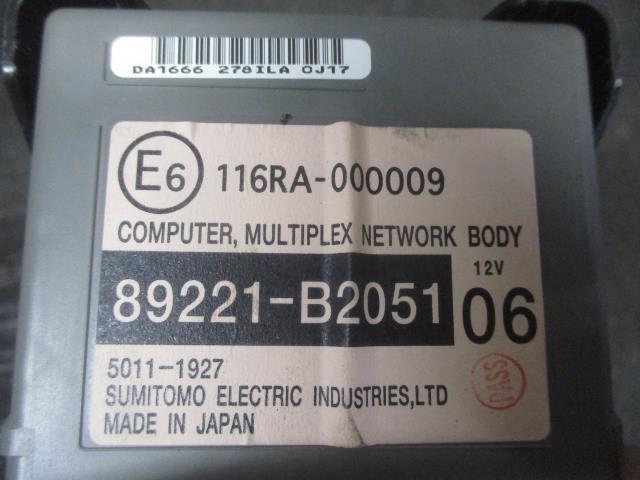 DA1666 278ILA 0J17
E6 116RA-000009
COMPUTER, MULTIPLEX NETWORK BODY
89221-B2051
12V
06
5011-1927
SUMITOMO ELECTRIC INDUSTRIES,LTD
MADE IN JAPAN
PASS